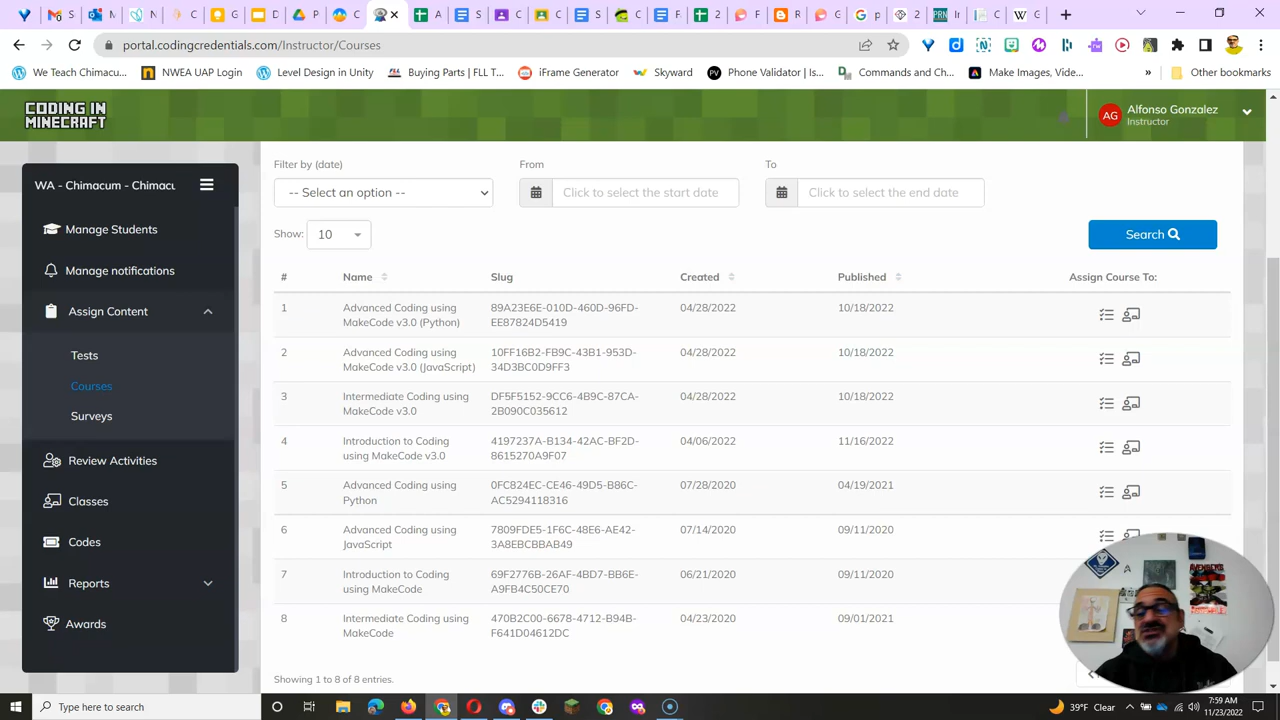 M
portal.codingcredentials.com/Instructor/Courses
We Teach Chimacu...
NWEA UAP Login
Level Design in Unity
Buying Parts | FLL T...
iFrame Generator
Skyward
Phone Validator | Is...
Commands and Ch...
Make Images, Vide...
»
Other bookmarks
CODING IN
MINECRAFT
AG
Alfonso Gonzalez
Instructor
WA - Chimacum - Chimacu
Manage Students
Manage notifications
Assign Content
Tests
Courses
Surveys
Review Activities
Classes
Codes
Reports
Awards
Filter by (date)
From
To
-- Select an option --
Click to select the start date
Click to select the end date
Show:
10
Search
#
Name
Slug
Created
Published
Assign Course To:
1
Advanced Coding using
MakeCode v3.0 (Python)
89A23E6E-010D-460D-96FD-
EE87824D5419
04/28/2022
10/18/2022
2
Advanced Coding using
MakeCode v3.0 (JavaScript)
10FF16B2-FB9C-43B1-953D-
34D3BC0D9FF3
04/28/2022
10/18/2022
3
Intermediate Coding using
MakeCode v3.0
DF5F5152-9CC6-4B9C-87CA-
2B090C035612
04/28/2022
10/18/2022
4
Introduction to Coding
using MakeCode v3.0
4197237A-B134-42AC-BF2D-
8615270A9F07
04/06/2022
11/16/2022
5
Advanced Coding using
Python
0FC824EC-CE46-49D5-B86C-
AC5294118316
07/28/2020
04/19/2021
6
Advanced Coding using
JavaScript
7809FDE5-1F6C-48E6-AE42-
3A8EBCBBAB49
07/14/2020
09/11/2020
7
Introduction to Coding
using MakeCode
69F2776B-26AF-4BD7-BB6E-
A9FB4C50CE70
06/21/2020
09/11/2020
8
Intermediate Coding using
MakeCode
470B2C00-6678-4712-B94B-
F641D04612DC
04/23/2020
09/01/2021
Showing 1 to 8 of 8 entries.
AVENGERS
Type here to search
39°F Clear
7:59 AM
11/23/2022